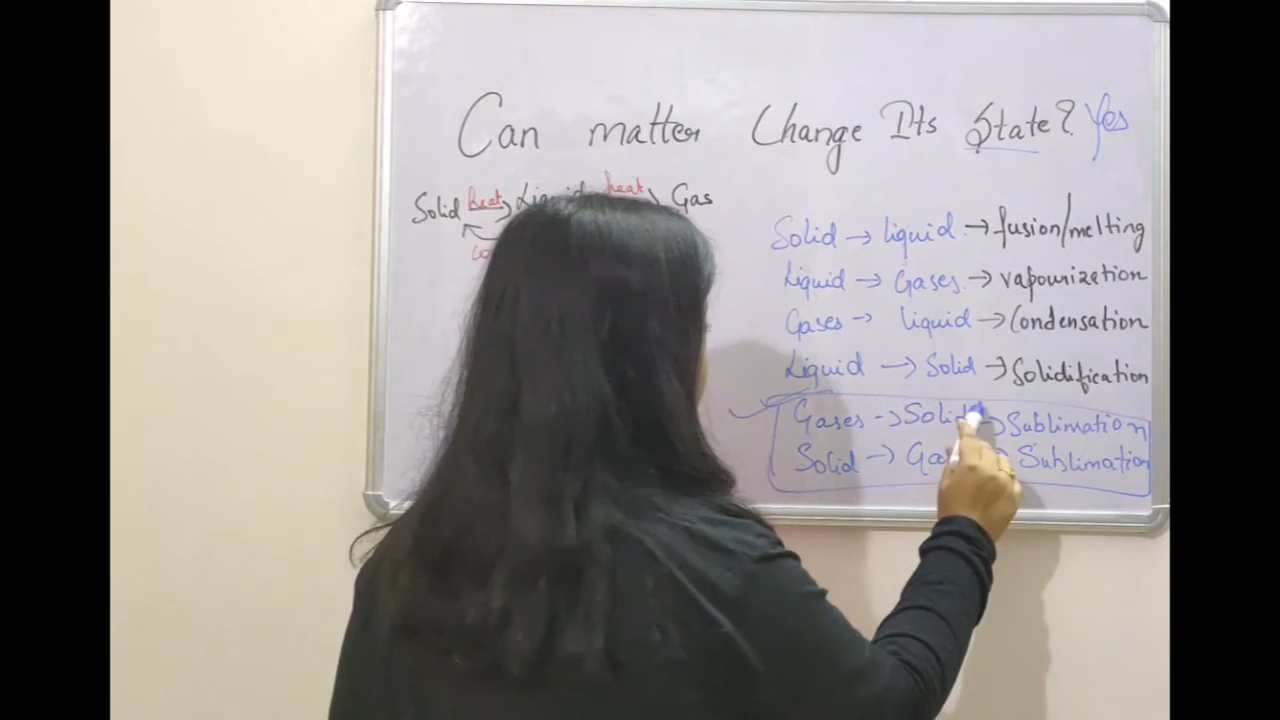 Can matter Change Its State? Yes
Solid heat → heat → Gas
Solid → liquid → fusion/melting
Liquid → Gases → vapourization
Gases → liquid → Condensation
Liquid → Solid → Solidification
Gases → Solid → Sublimation
Solid → → Sublimation